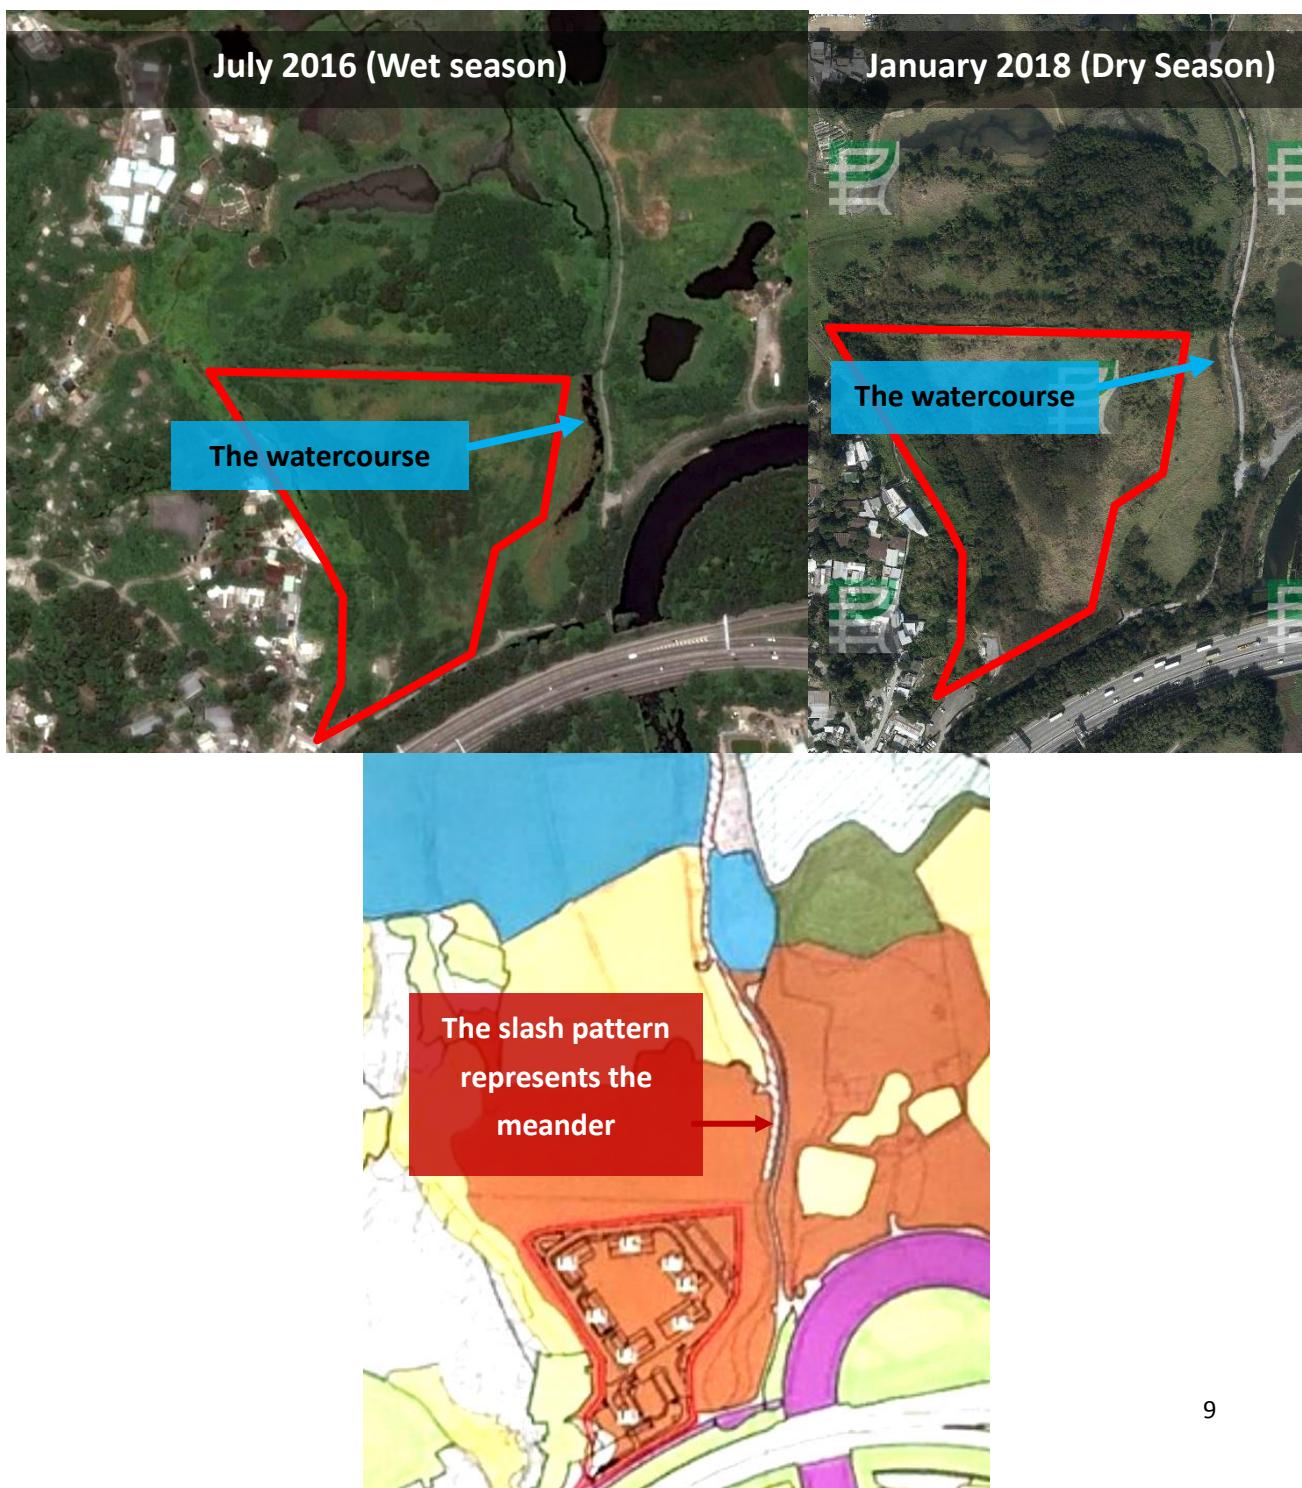 July 2016 (Wet season)
January 2018 (Dry Season)
The watercourse
The watercourse
The slash pattern
represents the
meander
9